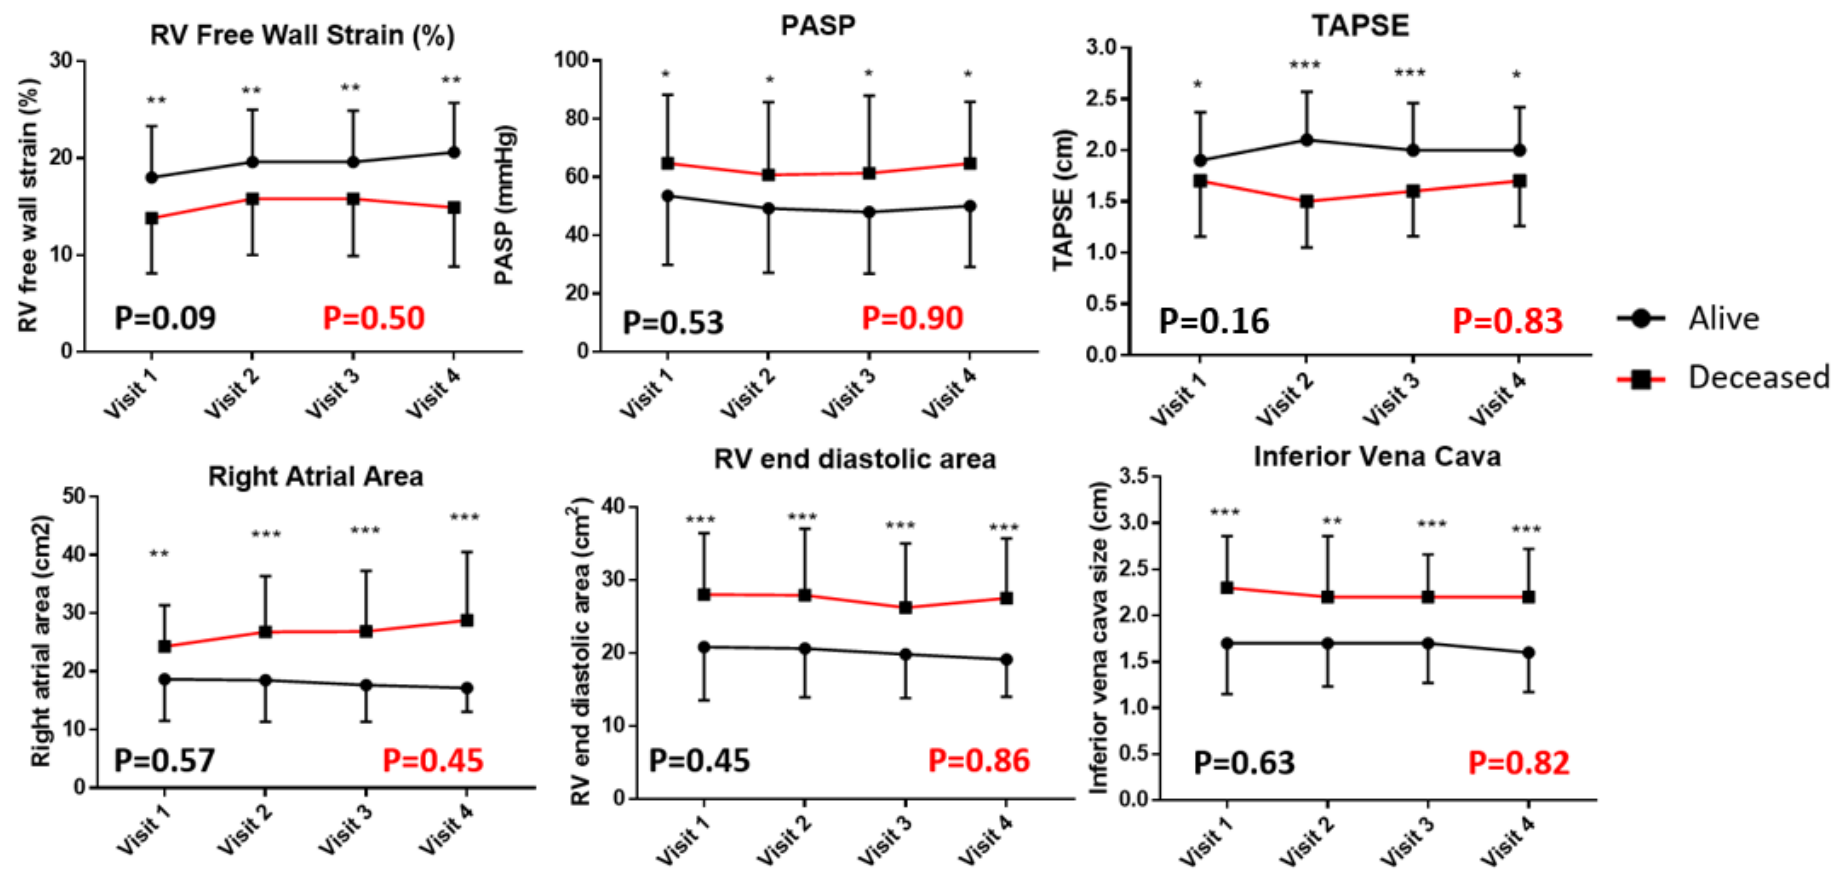 RV Free Wall Strain (%)
RV free wall strain (%)
30
20
10
0
** ** ** **
P=0.09 P=0.50
Visit 1 Visit 2 Visit 3 Visit 4
PASP
PASP (mmHg)
100
80
60
40
20
0
* * * *
P=0.53 P=0.90
Visit 1 Visit 2 Visit 3 Visit 4
TAPSE
TAPSE (cm)
3.0
2.5
2.0
1.5
1.0
0.5
0.0
* *** *** *
P=0.16 P=0.83
Visit 1 Visit 2 Visit 3 Visit 4
Alive
Deceased
Right Atrial Area
Right atrial area (cm2)
50
40
30
20
10
0
** *** *** ***
P=0.57 P=0.45
Visit 1 Visit 2 Visit 3 Visit 4
RV end diastolic area
RV end diastolic area (cm²)
40
30
20
10
0
*** *** *** ***
P=0.45 P=0.86
Visit 1 Visit 2 Visit 3 Visit 4
Inferior Vena Cava
Inferior vena cava size (cm)
3.5
3.0
2.5
2.0
1.5
1.0
0.5
0.0
*** ** *** ***
P=0.63 P=0.82
Visit 1 Visit 2 Visit 3 Visit 4